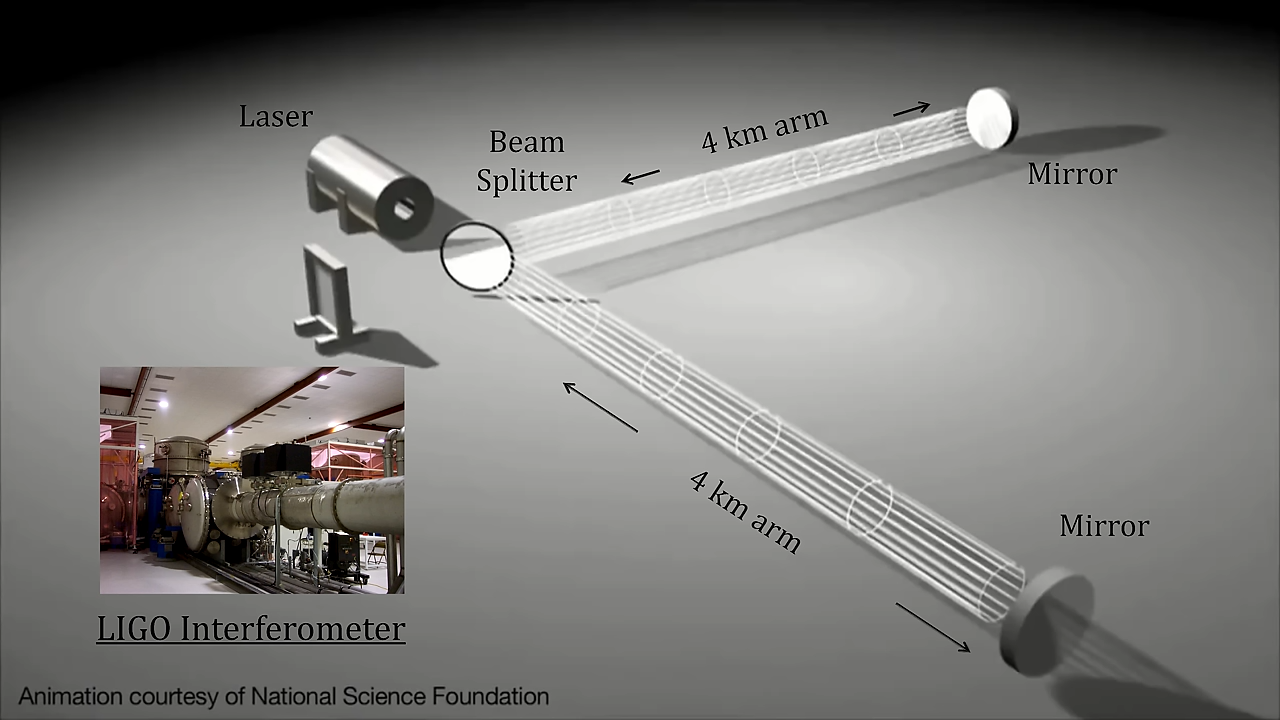 Laser
Beam
Splitter
4 km arm
Mirror
4 km arm
Mirror
LIGO Interferometer
Animation courtesy of National Science Foundation